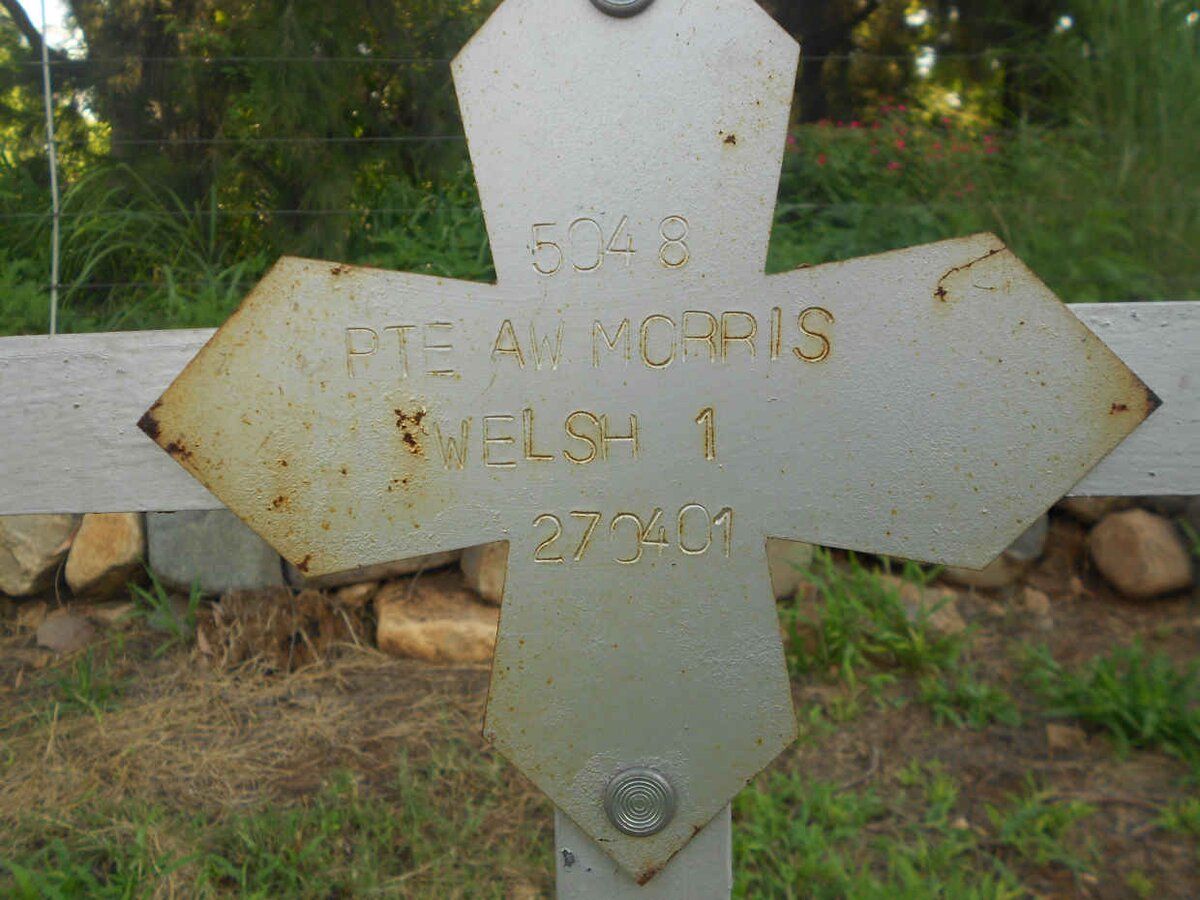 5048
PTE AW MORRIS
WELSH 1
270401